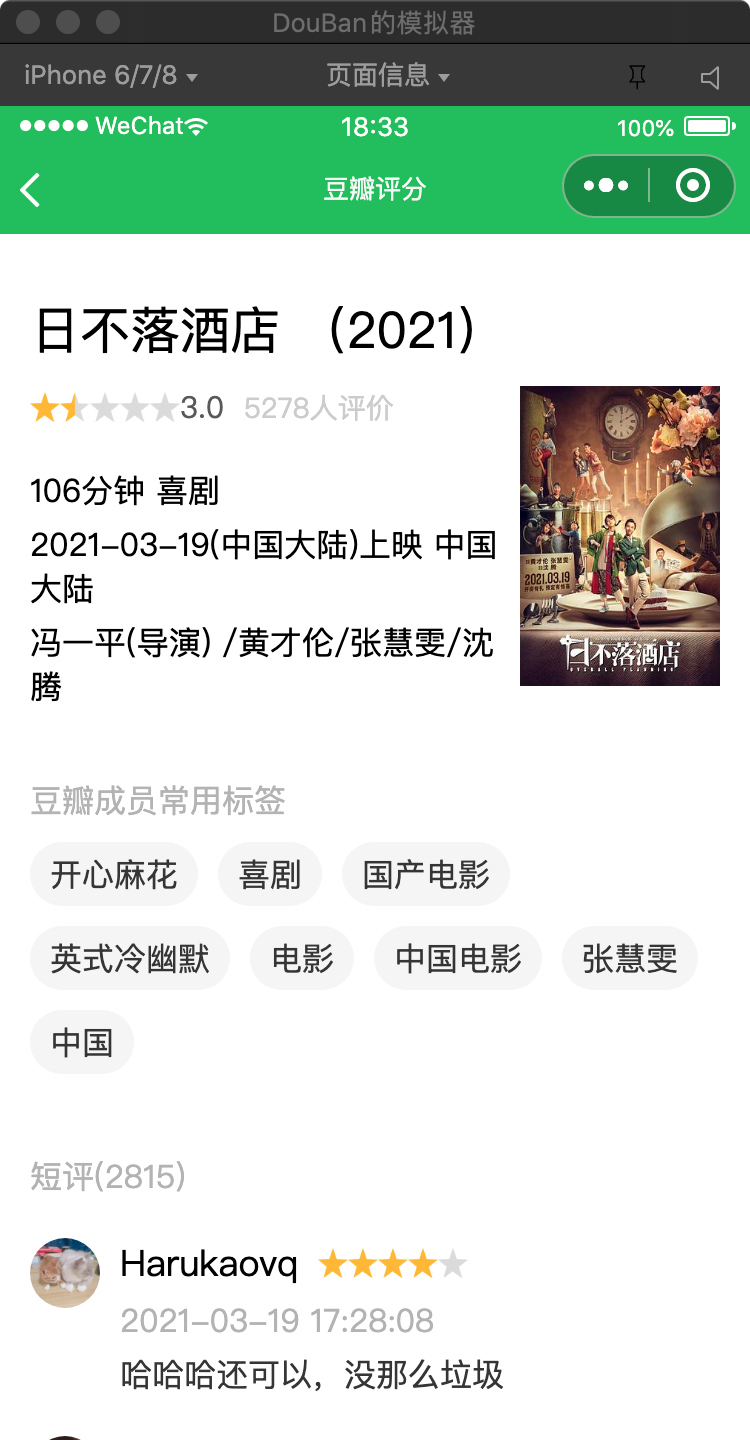 DouBan的模拟器
iPhone 6/7/8
页面信息
WeChat
18:33
100%
豆瓣评分
日不落酒店 （2021）
3.0 5278人评价
106分钟 喜剧
2021-03-19(中国大陆)上映 中国
大陆
冯一平(导演) /黄才伦/张慧雯/沈
腾
2021.03.19
日不落酒店
豆瓣成员常用标签
开心麻花 喜剧 国产电影
英式冷幽默 电影 中国电影 张慧雯
中国
短评(2815)
Harukaovq
2021-03-19 17:28:08
哈哈哈还可以，没那么垃圾